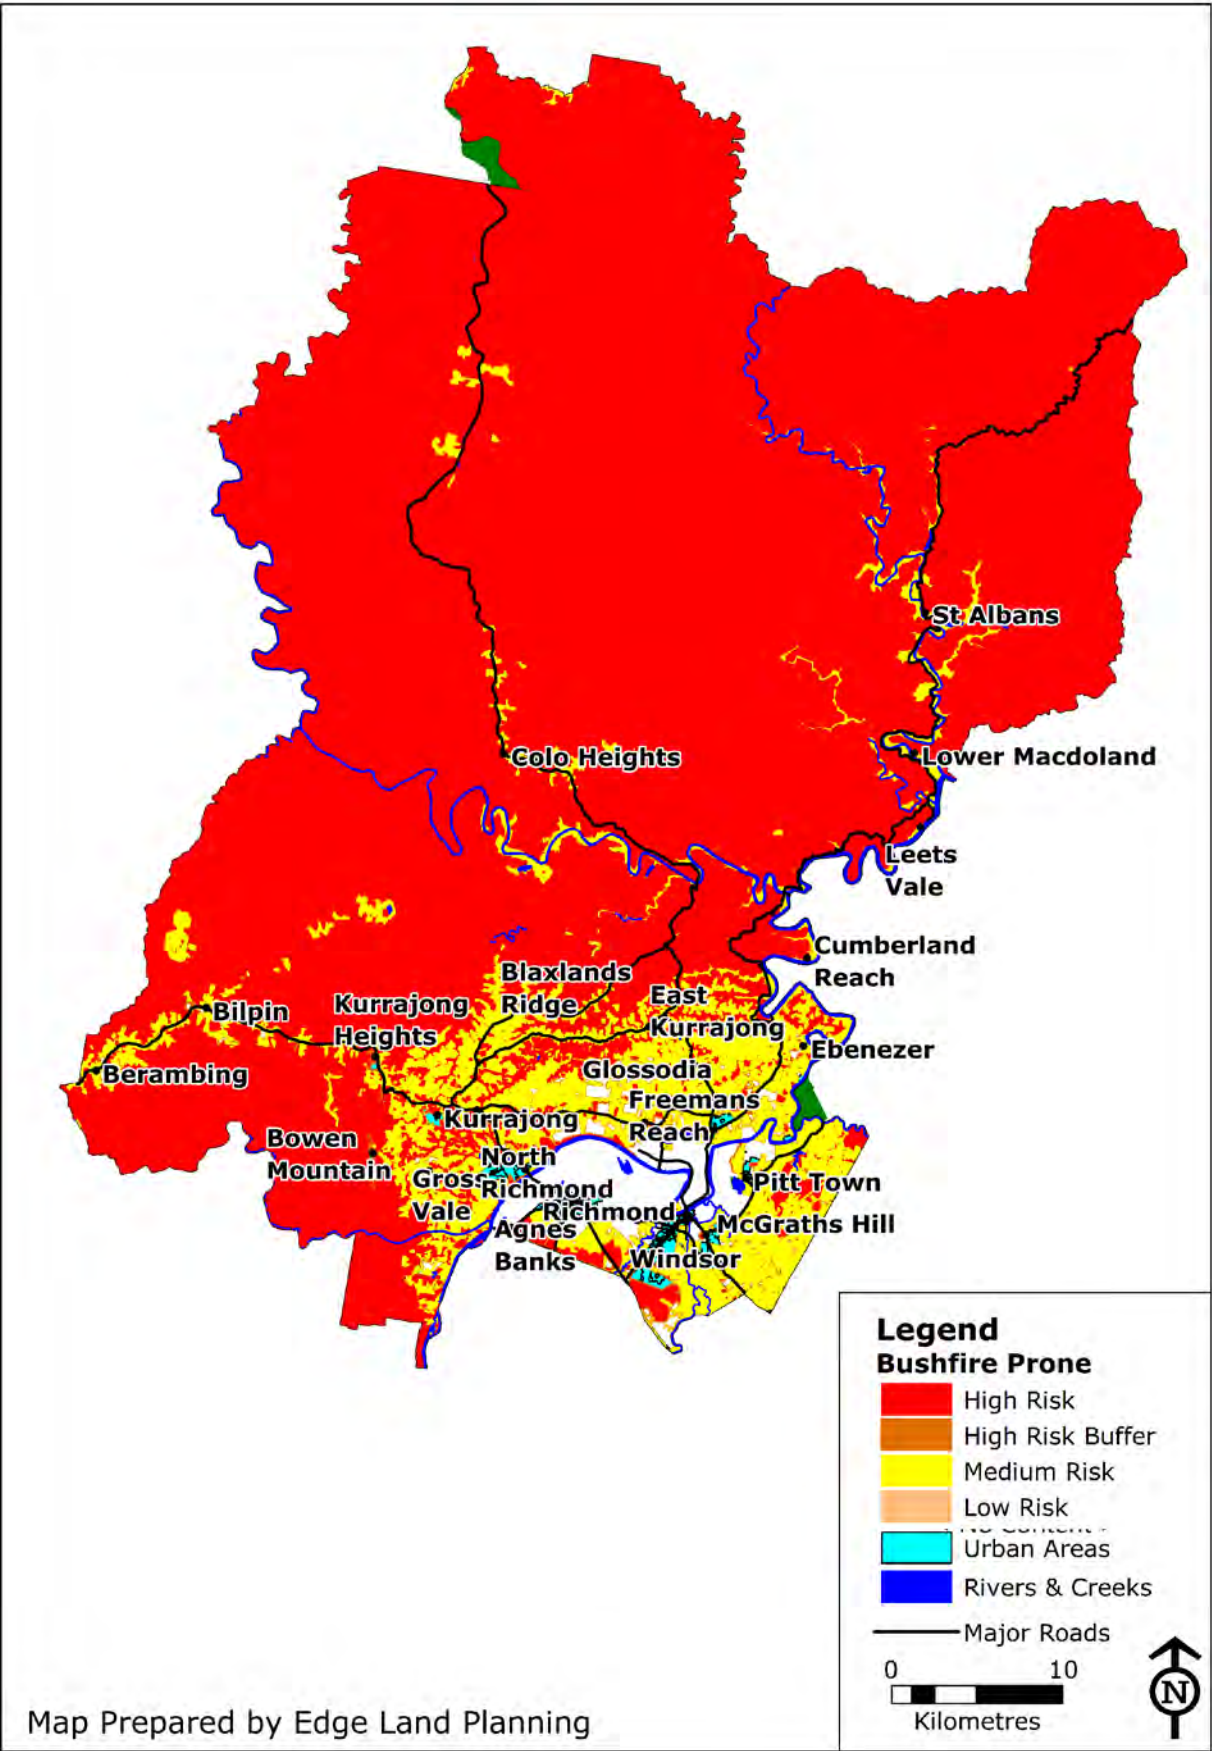 St Albans
Colo Heights
Lower Macdoland
Leets
Vale
Cumberland
Reach
Blaxlands
Ridge
East
Kurrajong
Kurrajong
Heights
Bilpin
Ebenezer
Berambing
Glossodia
Freemans
Reach
Kurrajong
Bowen
Mountain
North
Richmond
Gross
Vale
Pitt Town
Richmond
McGraths Hill
Agnes
Banks
Windsor
Legend
Bushfire Prone
High Risk
High Risk Buffer
Medium Risk
Low Risk
Urban Areas
Rivers & Creeks
Major Roads
0 10
Kilometres
N
Map Prepared by Edge Land Planning